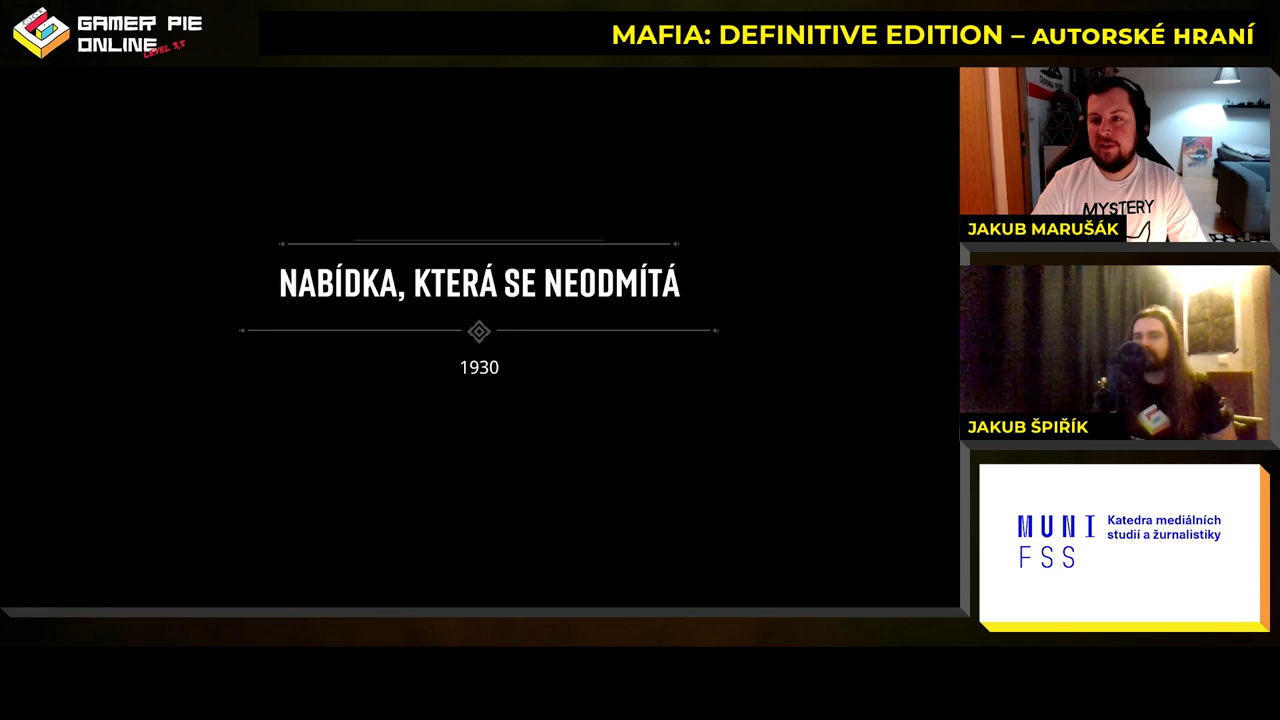 GAMER PIE
ONLINE
LEVEL 3,5
MAFIA: DEFINITIVE EDITION – AUTORSKÉ HRANÍ
NABÍDKA, KTERÁ SE NEODMÍTÁ
1930
MYSTERY
JAKUB MARUŠÁK
JAKUB ŠPIŘÍK
MUNI
FSS
Katedra mediálních
studií a žurnalistiky